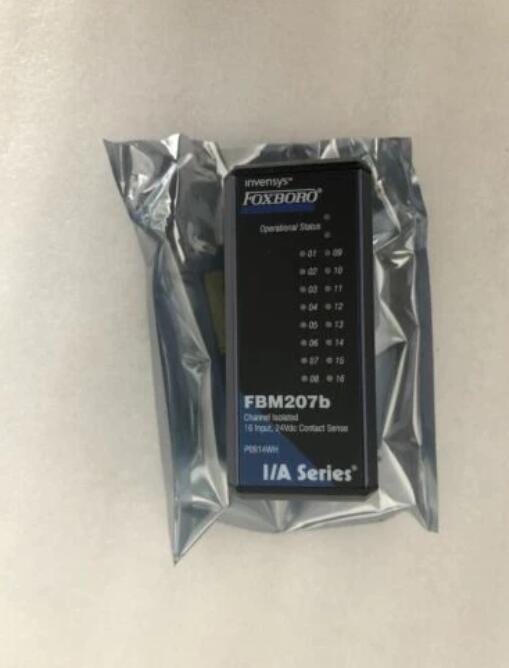 invensys™
FOXBORO®
Operational Status
01 09
02 10
03 11
04 12
05 13
06 14
07 15
08 16
FBM207b
Channel Isolated
16 Input, 24Vdc Contact Sense
P0914WH
I/A Series®